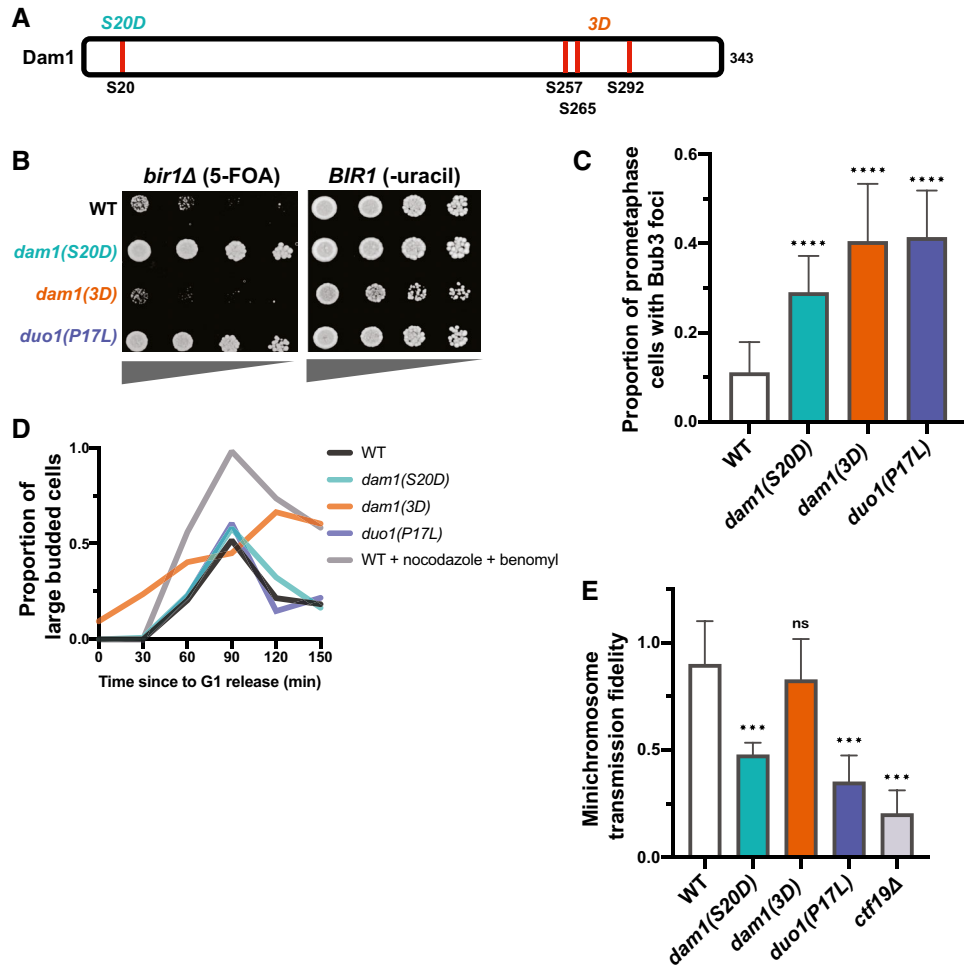 A
S20D
3D
Dam1
343
S20
S257
S292
S265
B
bir1Δ (5-FOA)
BIR1 (-uracil)
WT
dam1(S20D)
dam1(3D)
duo1(P17L)
C
Proportion of prometaphase
cells with Bub3 foci
0.6
0.4
0.2
0.0
****
****
****
WT
dam1(S20D)
dam1(3D)
duo1(P17L)
D
Proportion of
large budded cells
1.0
0.5
0.0
0
30
60
90
120
150
Time since to G1 release (min)
WT
dam1(S20D)
dam1(3D)
duo1(P17L)
WT + nocodazole + benomyl
E
Minichromosome
transmission fidelity
1.0
0.5
0.0
***
ns
***
***
WT
dam1(S20D)
dam1(3D)
duo1(P17L)
ctf19Δ